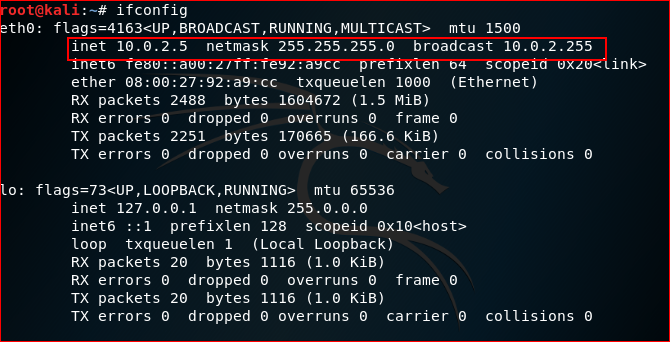 root@kali:~# ifconfig
eth0: flags=4163<UP,BROADCAST,RUNNING,MULTICAST>  mtu 1500
        inet 10.0.2.5  netmask 255.255.255.0  broadcast 10.0.2.255
        inet6 fe80::a00:27ff:fe92:a9cc  prefixlen 64  scopeid 0x20<link>
        ether 08:00:27:92:a9:cc  txqueuelen 1000  (Ethernet)
        RX packets 2488  bytes 1604672 (1.5 MiB)
        RX errors 0  dropped 0  overruns 0  frame 0
        TX packets 2251  bytes 170665 (166.6 KiB)
        TX errors 0  dropped 0 overruns 0  carrier 0  collisions 0
lo: flags=73<UP,LOOPBACK,RUNNING>  mtu 65536
        inet 127.0.0.1  netmask 255.0.0.0
        inet6 ::1  prefixlen 128  scopeid 0x10<host>
        loop  txqueuelen 1  (Local Loopback)
        RX packets 20  bytes 1116 (1.0 KiB)
        RX errors 0  dropped 0  overruns 0  frame 0
        TX packets 20  bytes 1116 (1.0 KiB)
        TX errors 0  dropped 0 overruns 0  carrier 0  collisions 0